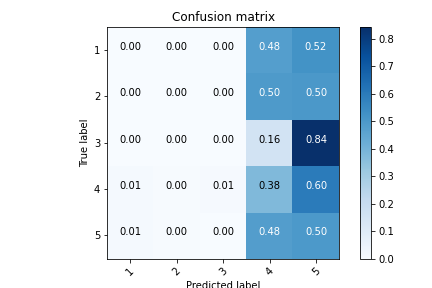 Confusion matrix
1 0.00 0.00 0.00 0.48 0.52
2 0.00 0.00 0.00 0.50 0.50
3 0.00 0.00 0.00 0.16 0.84
4 0.01 0.00 0.01 0.38 0.60
5 0.01 0.00 0.00 0.48 0.50
1 2 3 4 5
True label
Predicted label
0.8
0.7
0.6
0.5
0.4
0.3
0.2
0.1
0.0